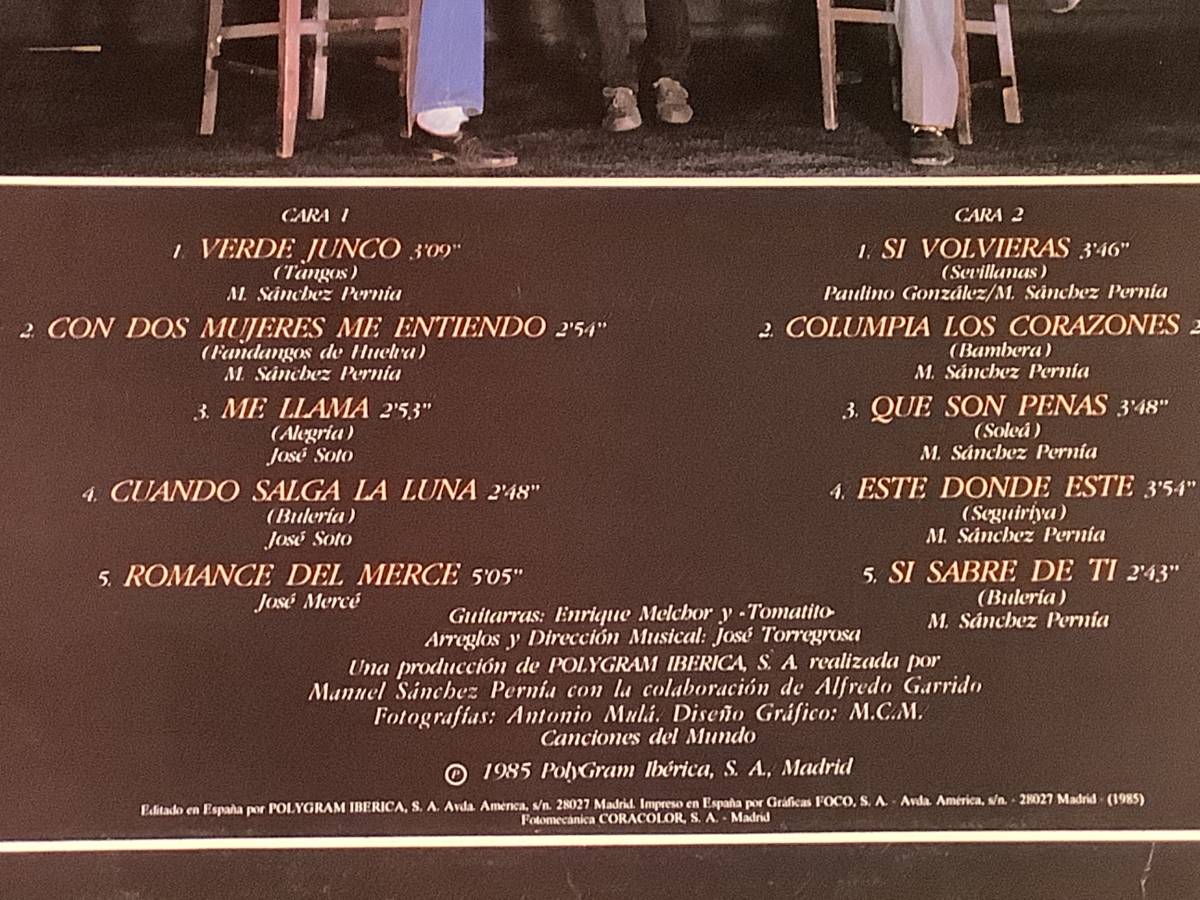 CARA 1
1. VERDE JUNCO 3'09"
(Tangos)
M. Sánchez Pernía
2. CON DOS MUJERES ME ENTIENDO 2'54"
(Fandangos de Huelva)
M. Sánchez Pernía
3. ME LLAMA 2'53"
(Alegría)
José Soto
4. CUANDO SALGA LA LUNA 2'48"
(Bulería)
José Soto
5. ROMANCE DEL MERCE 5'05"
José Mercé
CARA 2
1. SI VOLVIERAS 3'46"
(Sevillanas)
Paulino González/M. Sánchez Pernía
2. COLUMPIA LOS CORAZONES
(Bambera)
M. Sánchez Pernía
3. QUE SON PENAS 3'48"
(Soleá)
M. Sánchez Pernía
4. ESTE DONDE ESTE 3'54"
(Seguiriya)
M. Sánchez Pernía
5. SI SABRE DE TI 2'43"
(Bulería)
M. Sánchez Pernía
Guitarras: Enrique Melchor y «Tomatito»
Arreglos y Dirección Musical: José Torregrosa
Una producción de POLYGRAM IBERICA, S. A. realizada por
Manuel Sánchez Pernía con la colaboración de Alfredo Garrido
Fotografías: Antonio Mulá. Diseño Gráfico: M.C.M.
Canciones del Mundo
Ⓟ 1985 PolyGram Ibérica, S. A., Madrid
Editado en España por POLYGRAM IBERICA, S. A. Avda. America, s/n. 28027 Madrid. Impreso en España por Gráficas FOCO, S. A. - Avda. América, s/n. - 28027 Madrid - (1985)
Fotomecánica CORACOLOR, S. A. - Madrid